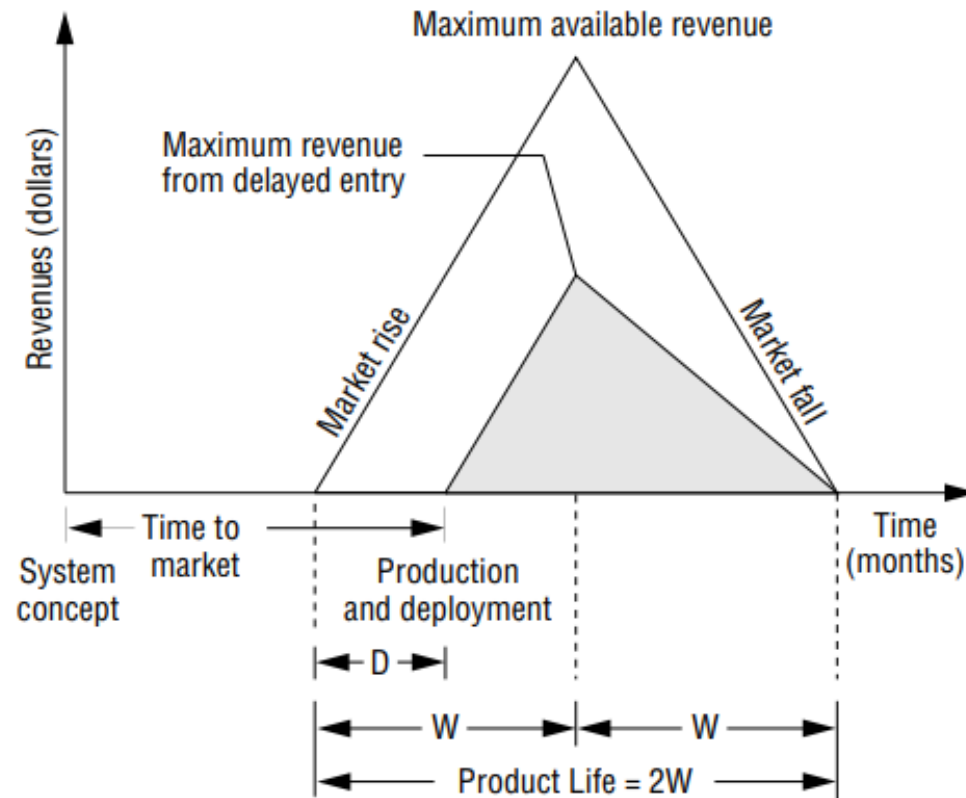 Maximum available revenue
Revenues (dollars)
Maximum revenue
from delayed entry
Market rise
Market fall
Time to
market
Time
(months)
System
concept
Production
and deployment
D
W
W
Product Life = 2W